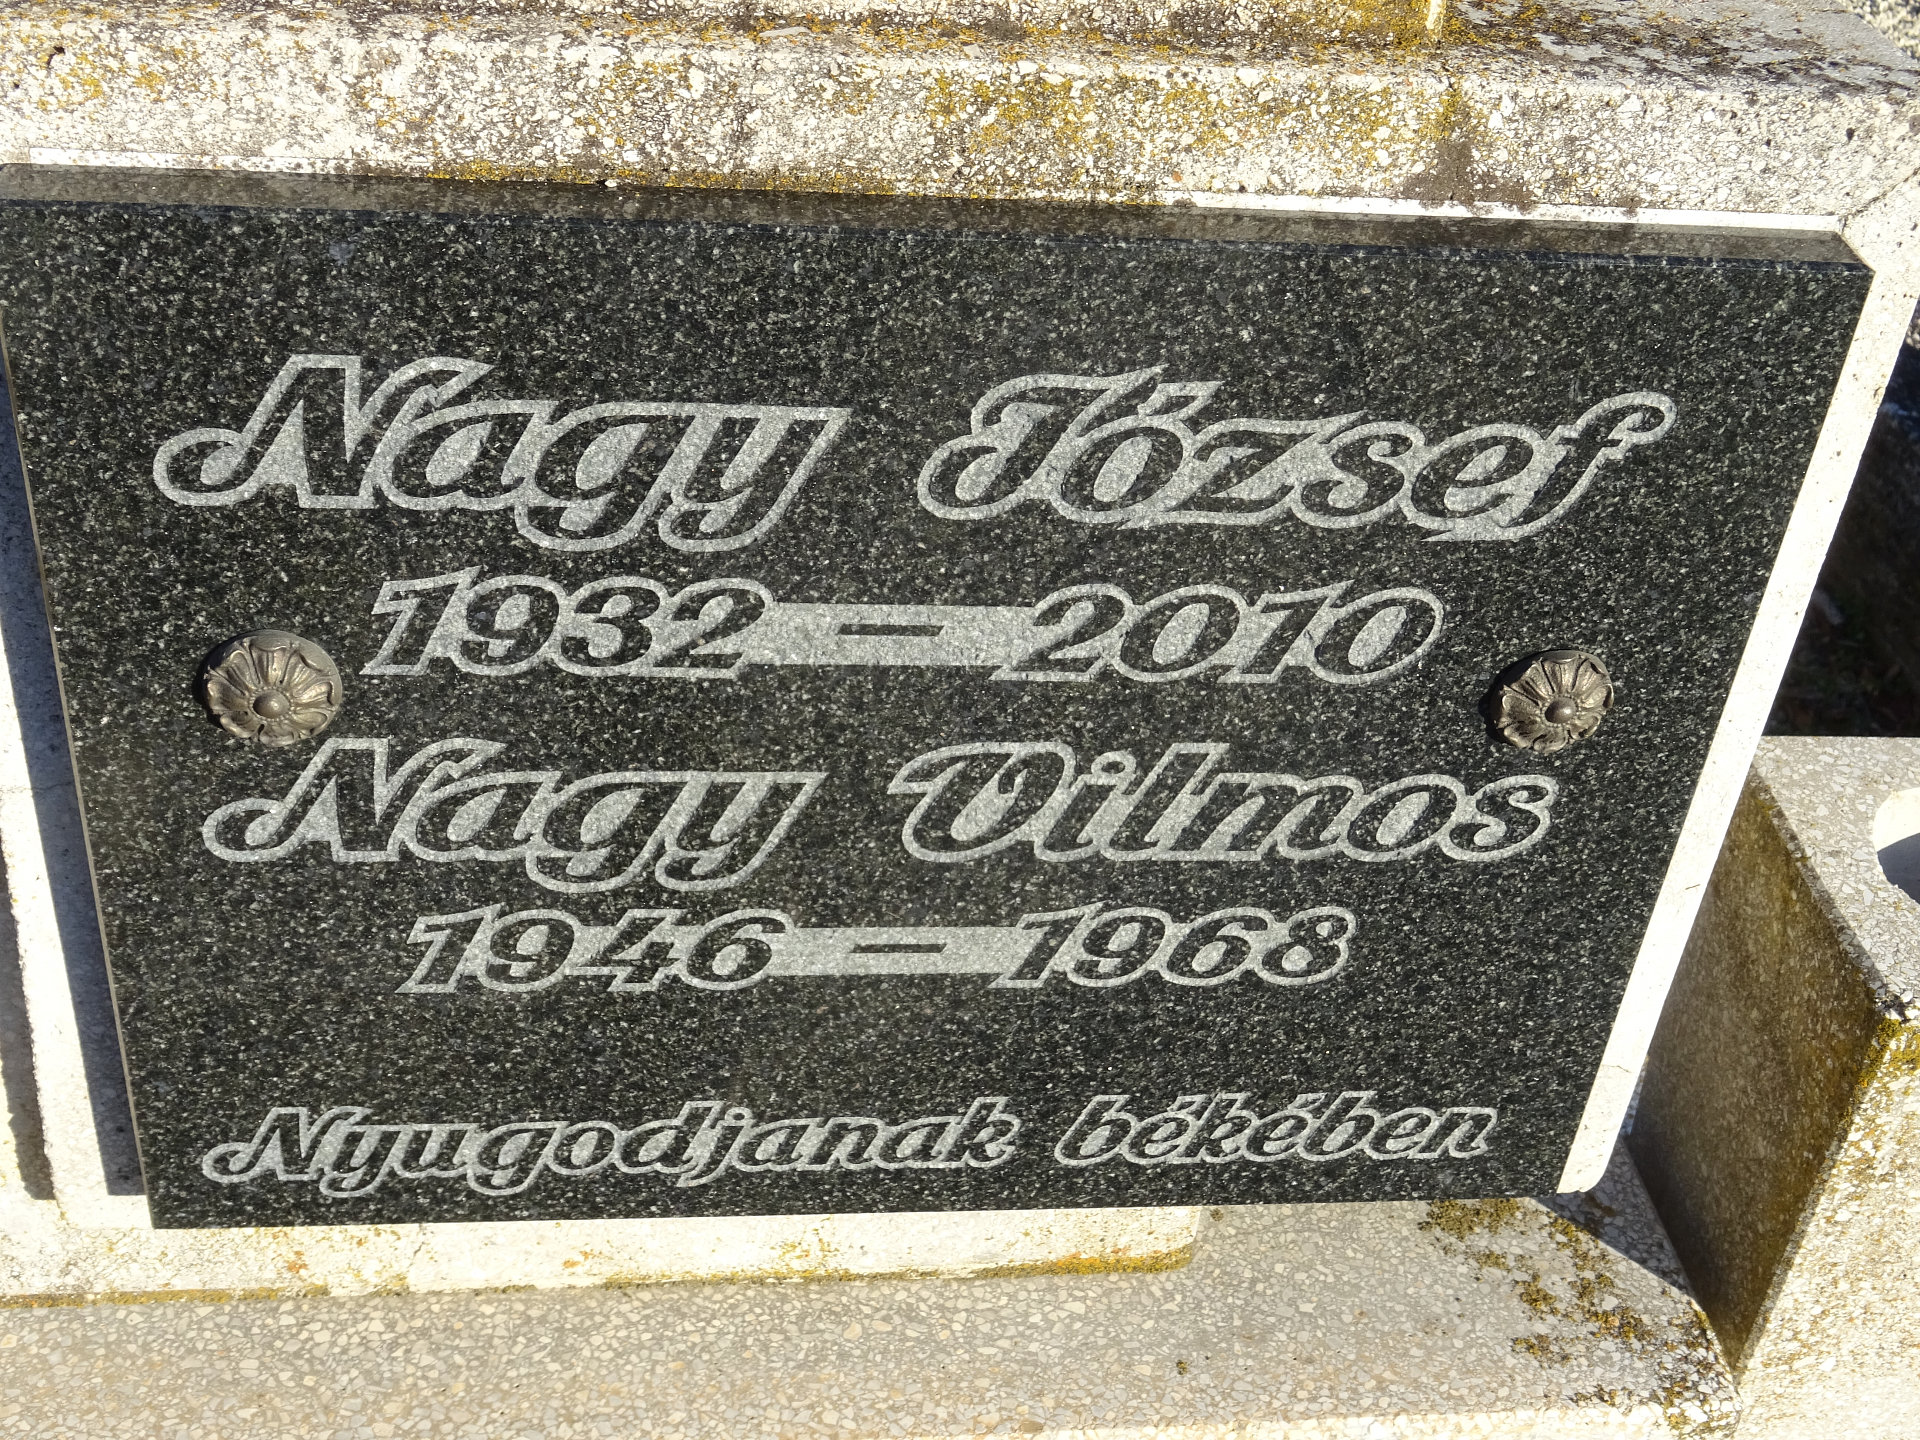 Nagy József
1932 - 2010
Nagy Vilmos
1946 - 1968
Nyugodjanak békében